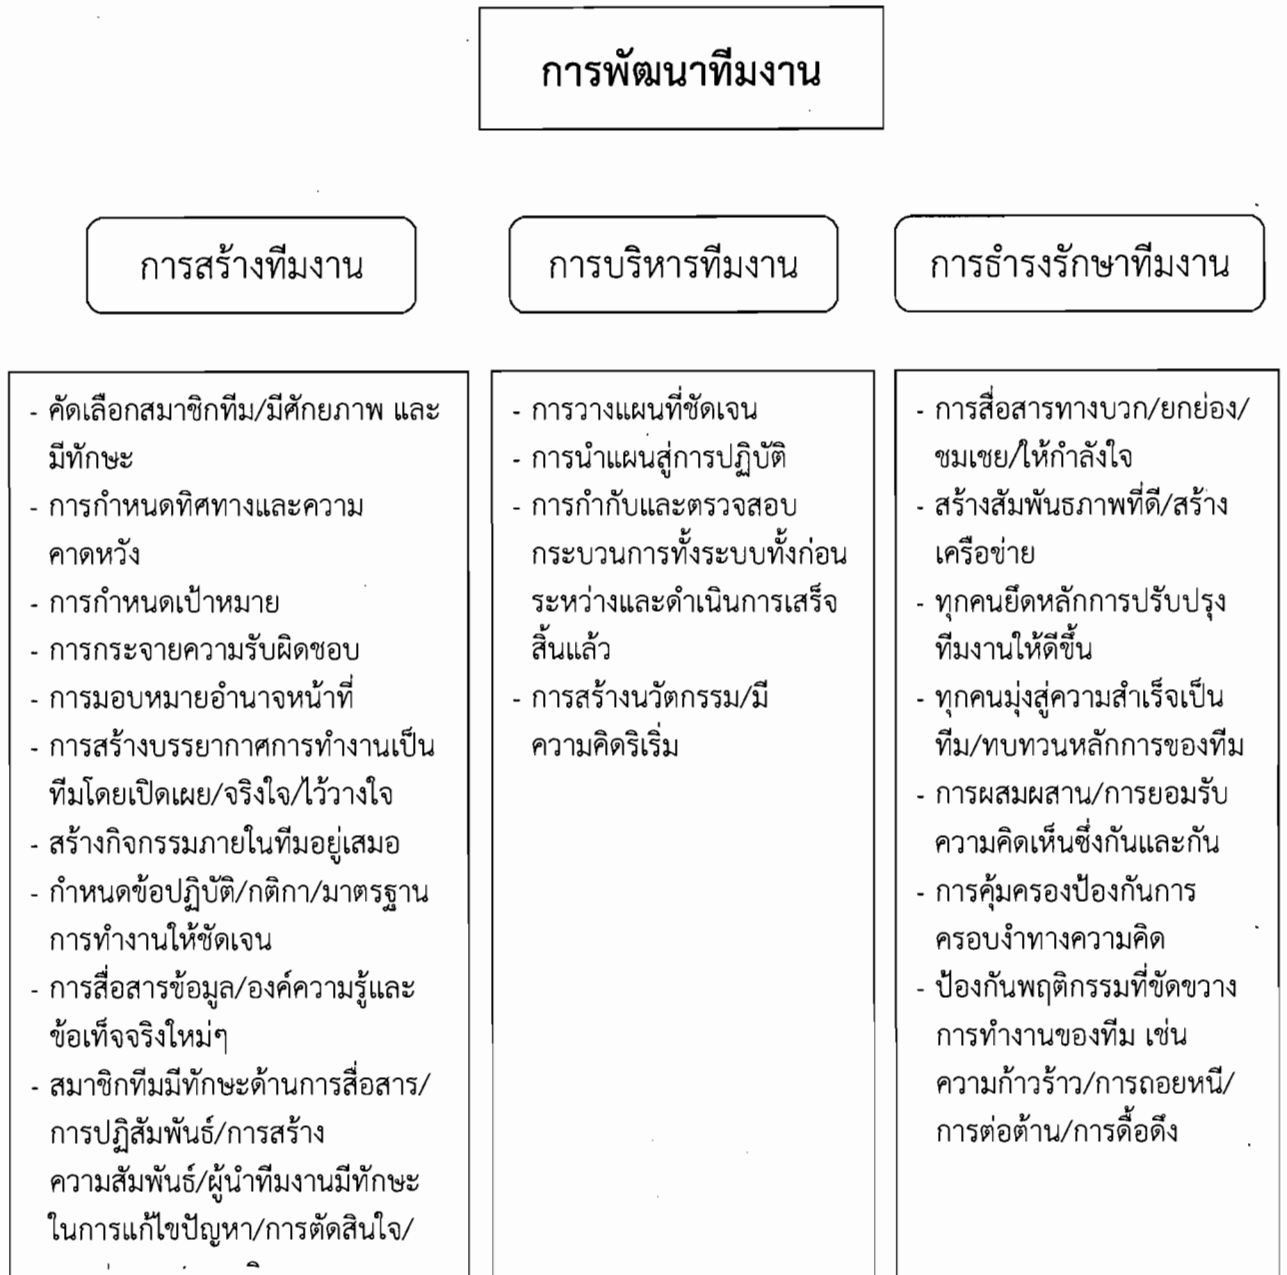 การพัฒนาทีมงาน
การสร้างทีมงาน
การบริหารทีมงาน
การธำรงรักษาทีมงาน
- คัดเลือกสมาชิกทีม/มีศักยภาพ และ
มีทักษะ
- การกำหนดทิศทางและความ
คาดหวัง
- การกำหนดเป้าหมาย
- การกระจายความรับผิดชอบ
- การมอบหมายอำนาจหน้าที่
- การสร้างบรรยากาศการทำงานเป็น
ทีมโดยเปิดเผย/จริงใจ/ไว้วางใจ
- สร้างกิจกรรมภายในทีมอยู่เสมอ
- กำหนดข้อปฏิบัติ/กติกา/มาตรฐาน
การทำงานให้ชัดเจน
- การสื่อสารข้อมูล/องค์ความรู้และ
ข้อเท็จจริงใหม่ๆ
- สมาชิกทีมมีทักษะด้านการสื่อสาร/
การปฏิสัมพันธ์/การสร้าง
ความสัมพันธ์/ผู้นำทีมงานมีทักษะ
ในการแก้ไขปัญหา/การตัดสินใจ/
- การวางแผนที่ชัดเจน
- การนำแผนสู่การปฏิบัติ
- การกำกับและตรวจสอบ
กระบวนการทั้งระบบทั้งก่อน
ระหว่างและดำเนินการเสร็จ
สิ้นแล้ว
- การสร้างนวัตกรรม/มี
ความคิดริเริ่ม
- การสื่อสารทางบวก/ยกย่อง/
ชมเชย/ให้กำลังใจ
- สร้างสัมพันธภาพที่ดี/สร้าง
เครือข่าย
- ทุกคนยึดหลักการปรับปรุง
ทีมงานให้ดีขึ้น
- ทุกคนมุ่งสู่ความสำเร็จเป็น
ทีม/ทบทวนหลักการของทีม
- การผสมผสาน/การยอมรับ
ความคิดเห็นซึ่งกันและกัน
- การคุ้มครองป้องกันการ
ครอบงำทางความคิด
- ป้องกันพฤติกรรมที่ขัดขวาง
การทำงานของทีม เช่น
ความก้าวร้าว/การถอยหนี/
การต่อต้าน/การดื้อดึง